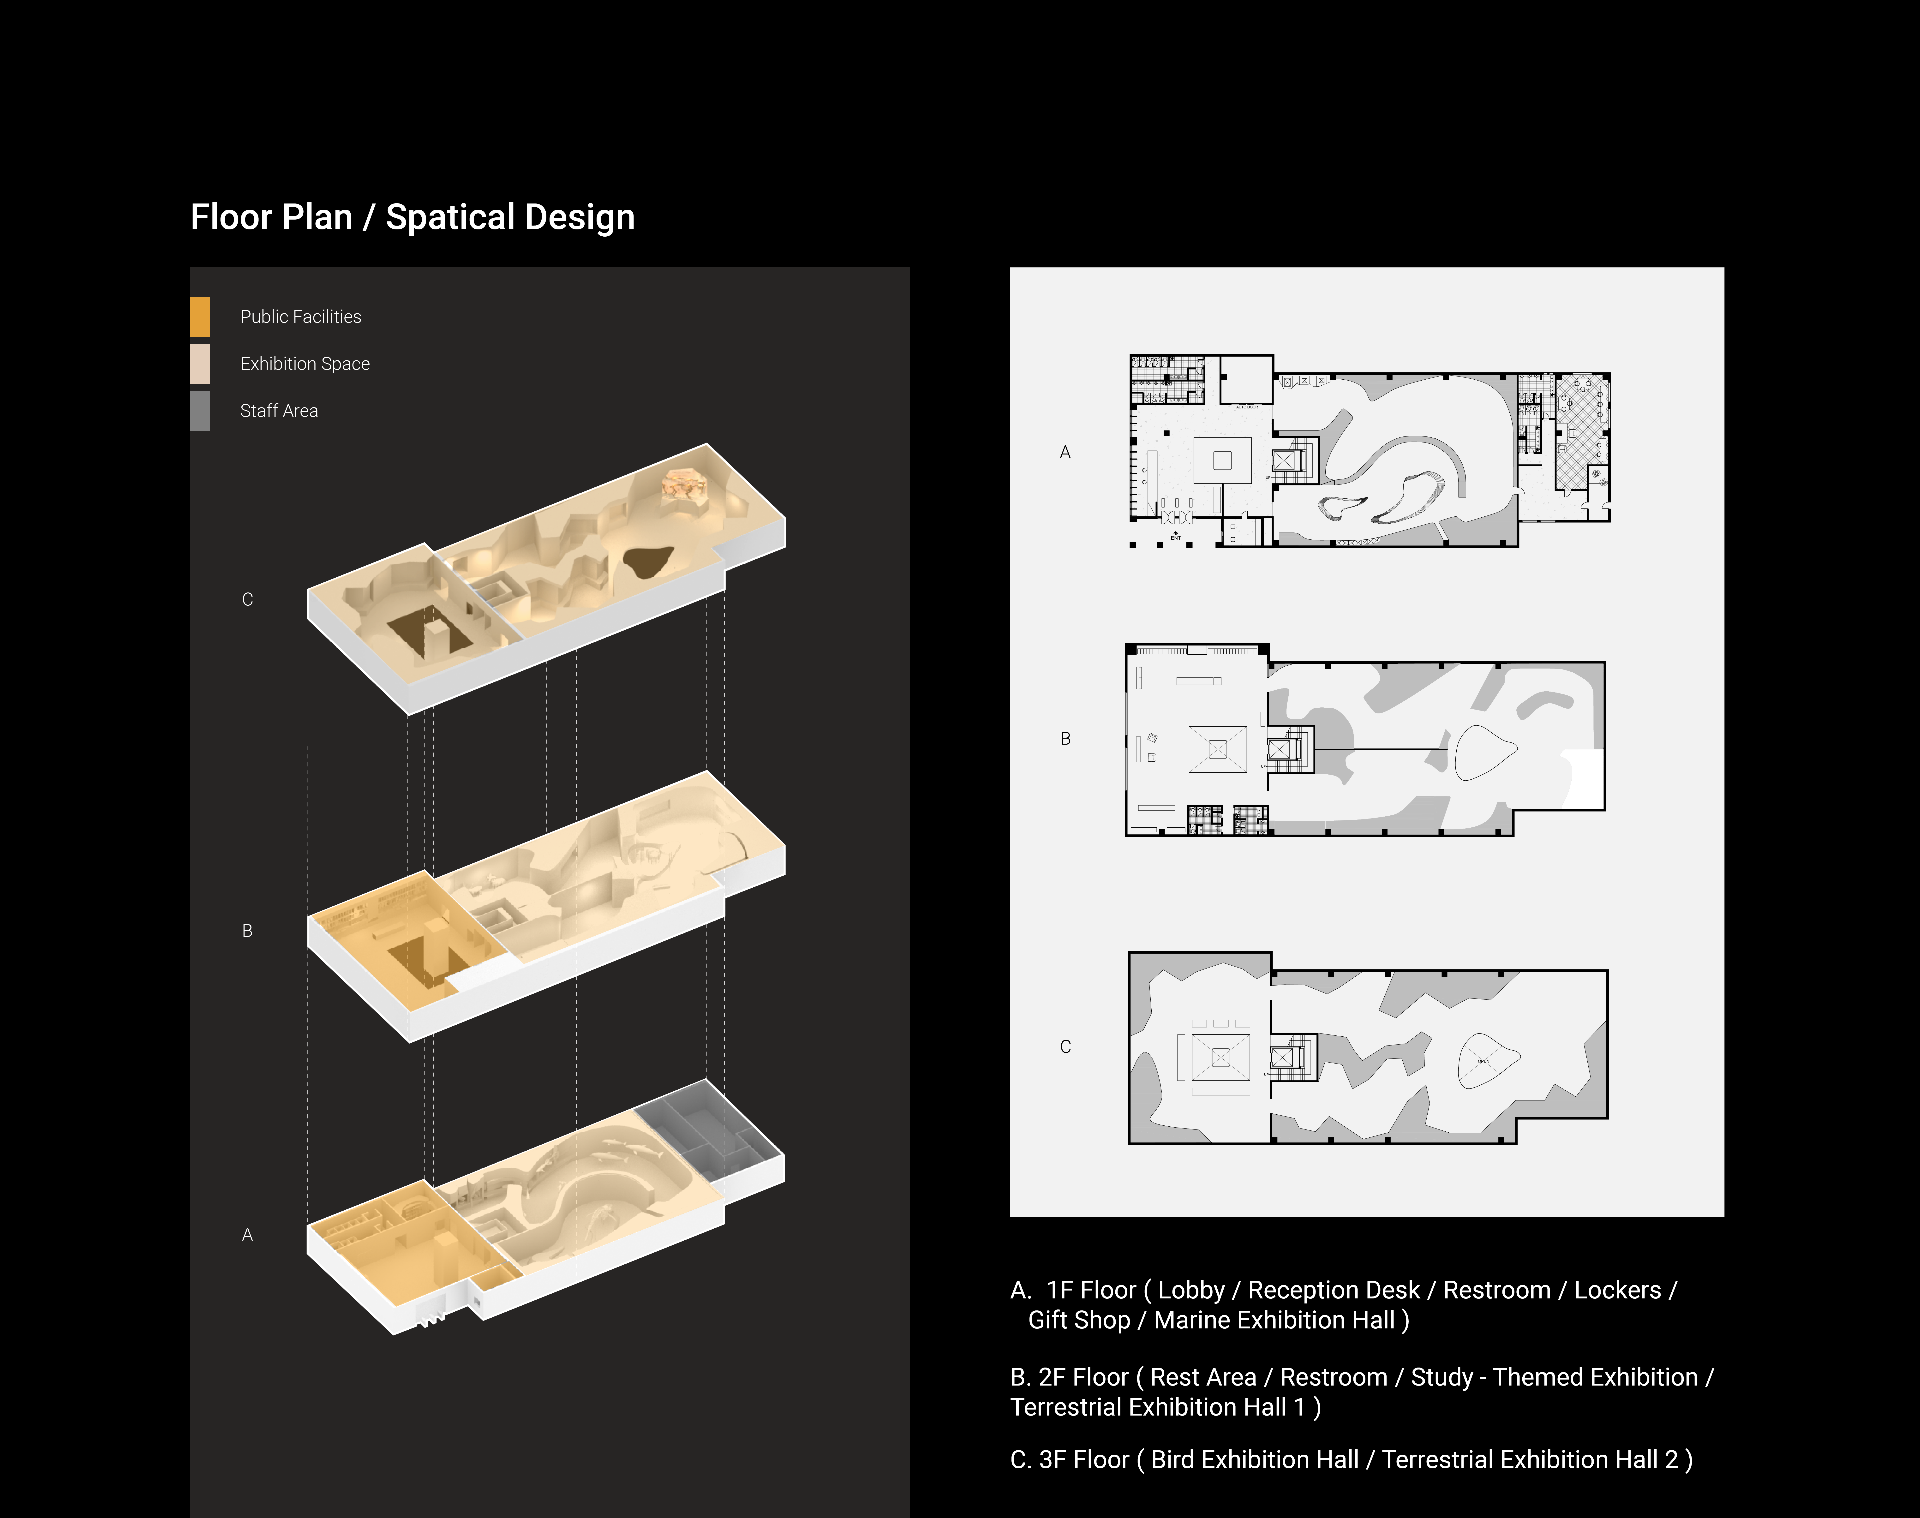 Floor Plan / Spatical Design
Public Facilities
Exhibition Space
Staff Area
C
B
A
A
ENT
B
C
A. 1F Floor ( Lobby / Reception Desk / Restroom / Lockers /
Gift Shop / Marine Exhibition Hall )
B. 2F Floor ( Rest Area / Restroom / Study - Themed Exhibition /
Terrestrial Exhibition Hall 1 )
C. 3F Floor ( Bird Exhibition Hall / Terrestrial Exhibition Hall 2 )